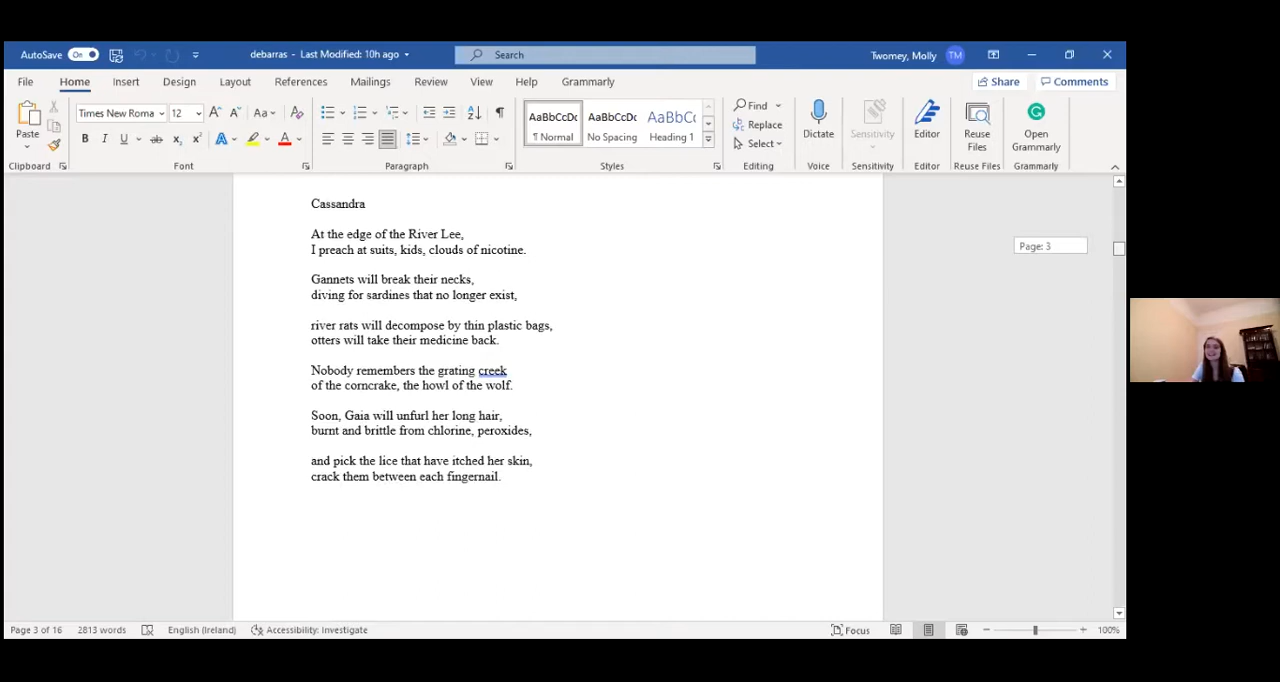 AutoSave On debarras - Last Modified: 10h ago Search Twomey, Molly TM
File Home Insert Design Layout References Mailings Review View Help Grammarly Share Comments
Paste Times New Roma 12 Aa AaBbCcDc AaBbCcDc AaBbCc Find Replace Select Dictate Sensitivity Editor Reuse Files Open Grammarly
B I U ab x₂ x² A A ¶ Normal No Spacing Heading 1
Clipboard Font Paragraph Styles Editing Voice Sensitivity Editor Reuse Files Grammarly
Page: 3
Cassandra
At the edge of the River Lee,
I preach at suits, kids, clouds of nicotine.
Gannets will break their necks,
diving for sardines that no longer exist,
river rats will decompose by thin plastic bags,
otters will take their medicine back.
Nobody remembers the grating creek
of the corncrake, the howl of the wolf.
Soon, Gaia will unfurl her long hair,
burnt and brittle from chlorine, peroxides,
and pick the lice that have itched her skin,
crack them between each fingernail.
Page 3 of 16 2813 words English (Ireland) Accessibility: Investigate Focus 100%